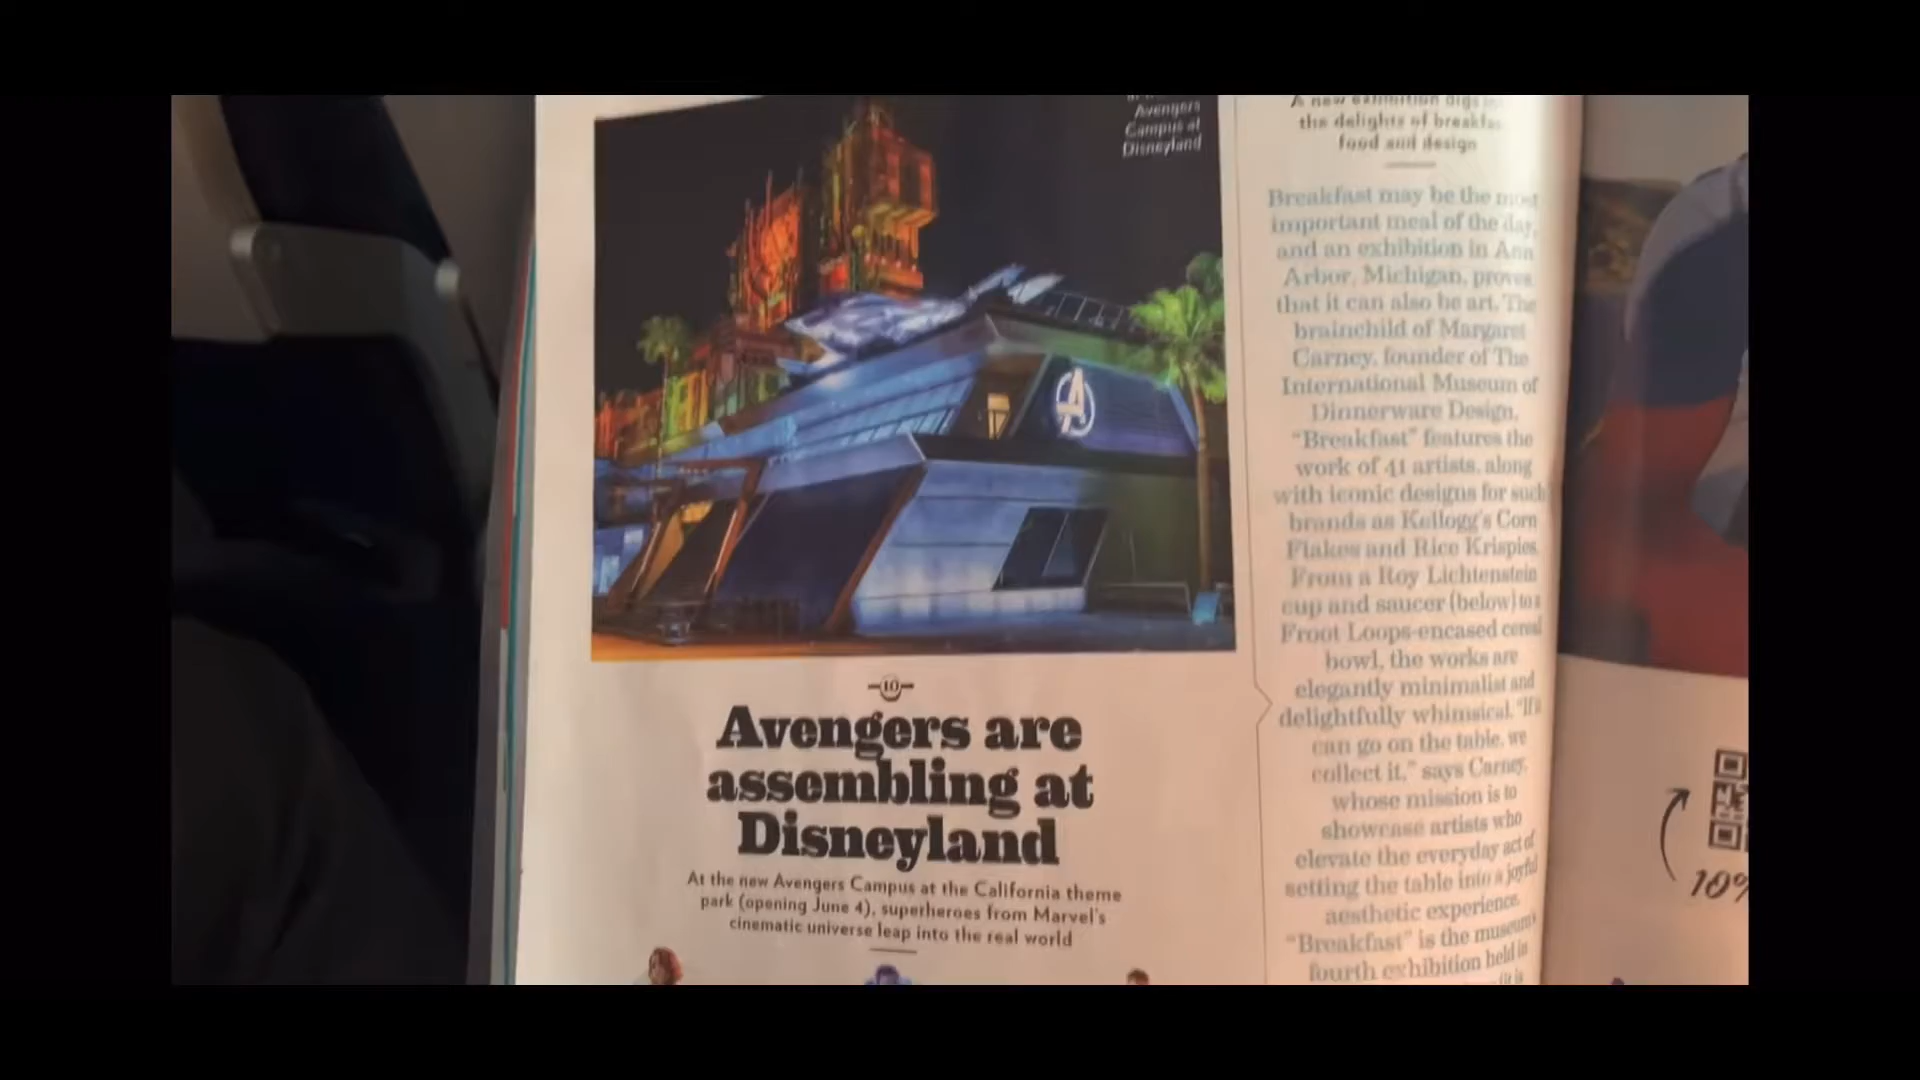 Avengers
Campus at
Disneyland
10
Avengers are
assembling at
Disneyland
At the new Avengers Campus at the California theme
park (opening June 4), superheroes from Marvel's
cinematic universe leap into the real world
A new exhibition digs
the delights of
food and design
Breakfast may be the most
important meal of the day,
and an exhibition in Ann
Arbor, Michigan, proves
that it can also be art. The
brainchild of Margaret
Carney, founder of The
International Museum of
Dinnerware Design,
“Breakfast” features the
work of 41 artists, along
with iconic designs for such
brands as Kellogg's Corn
Flakes and Rice Krispies.
From a Roy Lichtenstein
cup and saucer (below) to a
Froot Loops-encased cereal
bowl, the works are
elegantly minimalist and
delightfully whimsical. “If it
can go on the table, we
collect it,” says Carney,
whose mission is to
showcase artists who
elevate the everyday act of
setting the table into a joyful
aesthetic experience.
“Breakfast” is the museum's
fourth exhibition held in
10%